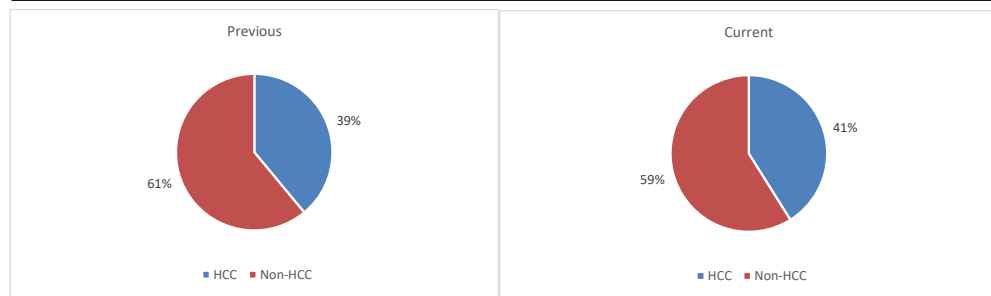 Previous
39%
61%
HCC Non-HCC
Current
41%
59%
HCC Non-HCC